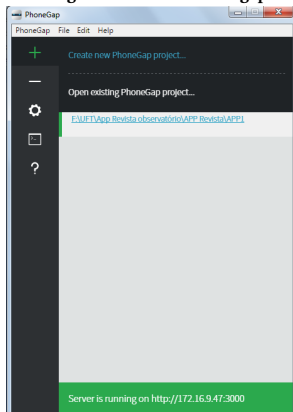 PhoneGap
PhoneGap File Edit Help
Create new PhoneGap project...
Open existing PhoneGap project...
F:\UFT\App Revista observatório\APP Revista\APP1
Server is running on http://172.16.9.47:3000